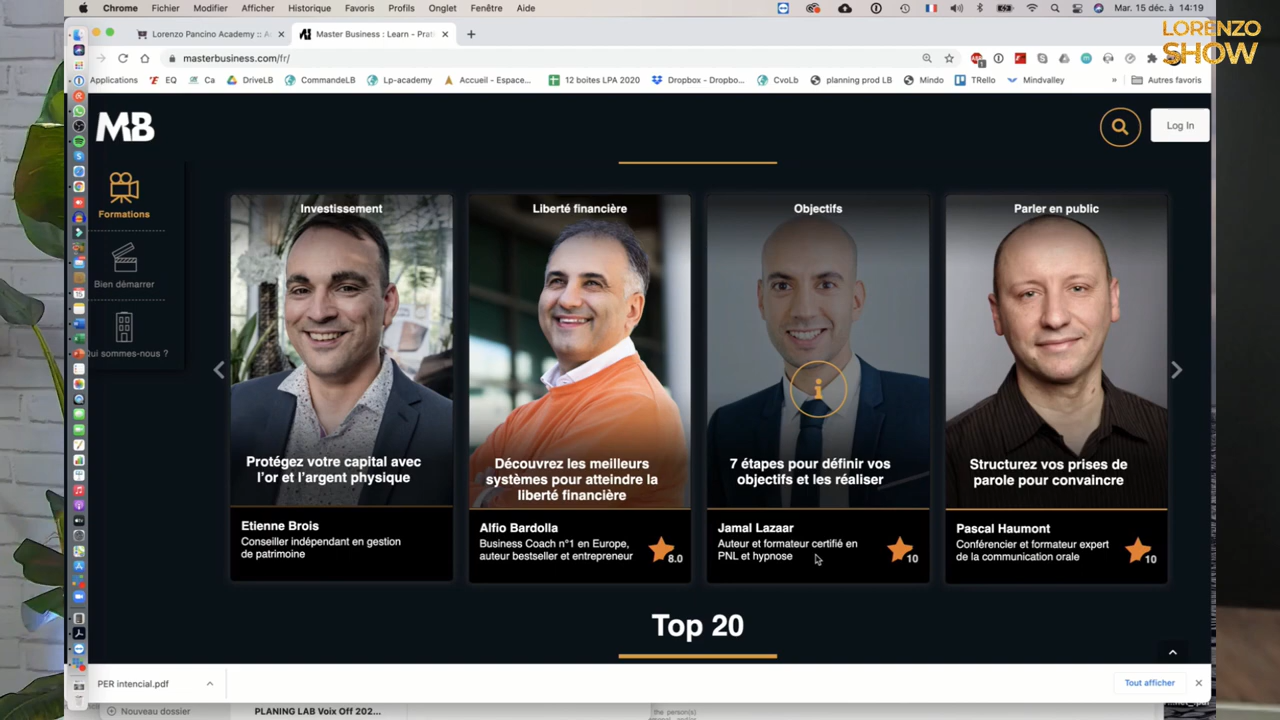 Chrome Fichier Modifier Afficher Historique Favoris Profils Onglet Fenêtre Aide
Mar. 15 déc. à 14:19
LORENZO
SHOW
Lorenzo Pancino Academy ::
Master Business : Learn - Prat
masterbusiness.com/fr/
Applications EQ Ca DriveLB CommandeLB Lp-academy Accueil - Espace... 12 boites LPA 2020 Dropbox - Dropbo... CvoLb planning prod LB Mindo TRello Mindvalley » Autres favoris
MB
Log In
Formations
Bien démarrer
Qui sommes-nous ?
Investissement
Protégez votre capital avec
l'or et l'argent physique
Etienne Brois
Conseiller indépendant en gestion
de patrimoine
Liberté financière
Découvrez les meilleurs
systèmes pour atteindre la
liberté financière
Alfio Bardolla
Business Coach n°1 en Europe,
auteur bestseller et entrepreneur
8.0
Objectifs
7 étapes pour définir vos
objectifs et les réaliser
Jamal Lazaar
Auteur et formateur certifié en
PNL et hypnose
10
Parler en public
Structurez vos prises de
parole pour convaincre
Pascal Haumont
Conférencier et formateur expert
de la communication orale
10
Top 20
PER intencial.pdf
Tout afficher
Nouveau dossier
PLANING LAB Voix Off 202...
the person(s)